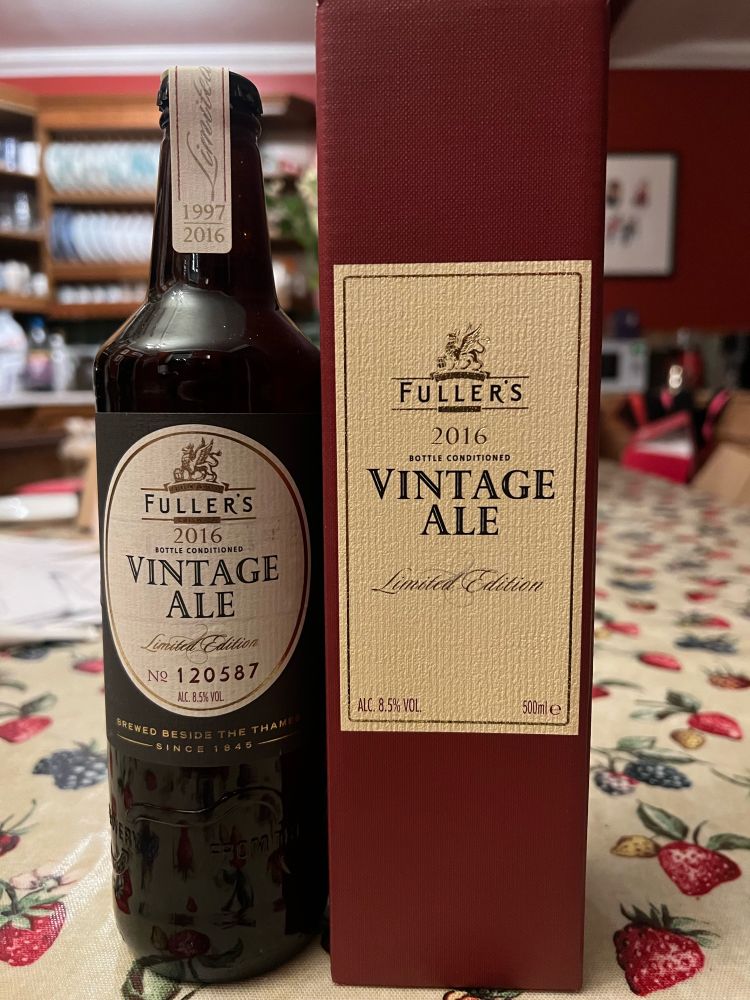 Limited
1997
2016
FULLER'S
2016
BOTTLE CONDITIONED
VINTAGE
ALE
Limited Edition
No 120587
ALC. 8.5% VOL.
BREWED BESIDE THE THAMES
SINCE 1845
FULLER'S
2016
BOTTLE CONDITIONED
VINTAGE
ALE
Limited Edition
ALC. 8.5% VOL. 500ml e